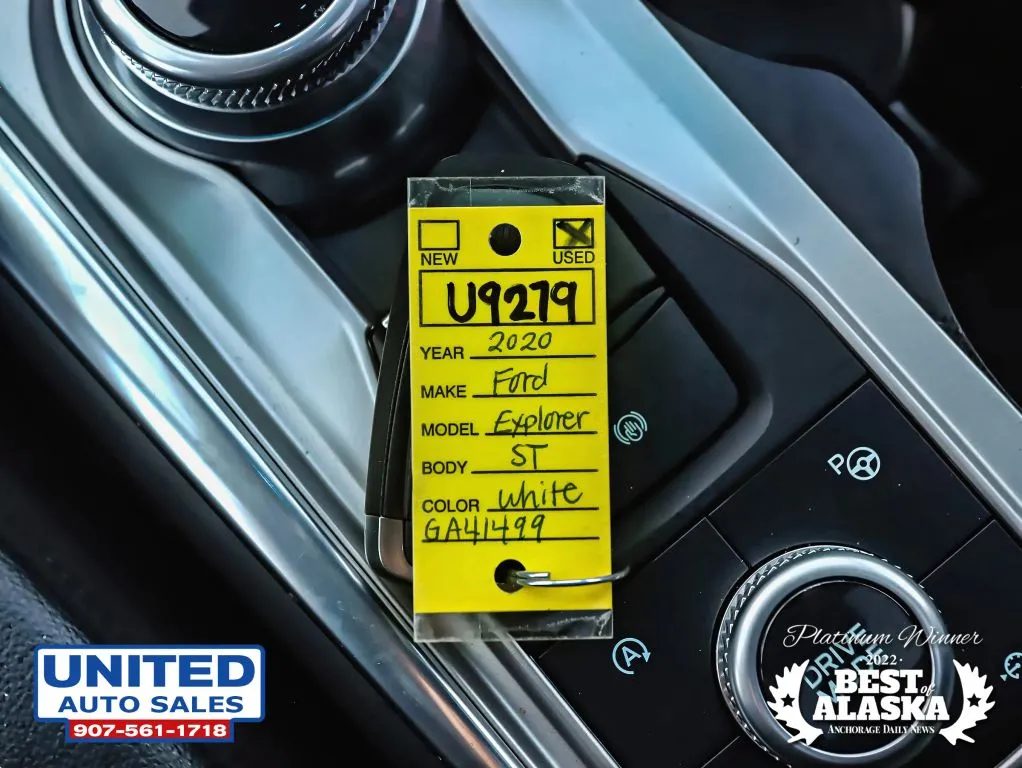 NEW USED
U9279
YEAR 2020
MAKE Ford
MODEL Explorer
BODY ST
COLOR White
GA41499
P
A
DRIVE
UNITED
AUTO SALES
907-561-1718
Platinum Winner
·2022·
BEST of
ALASKA
ANCHORAGE DAILY NEWS